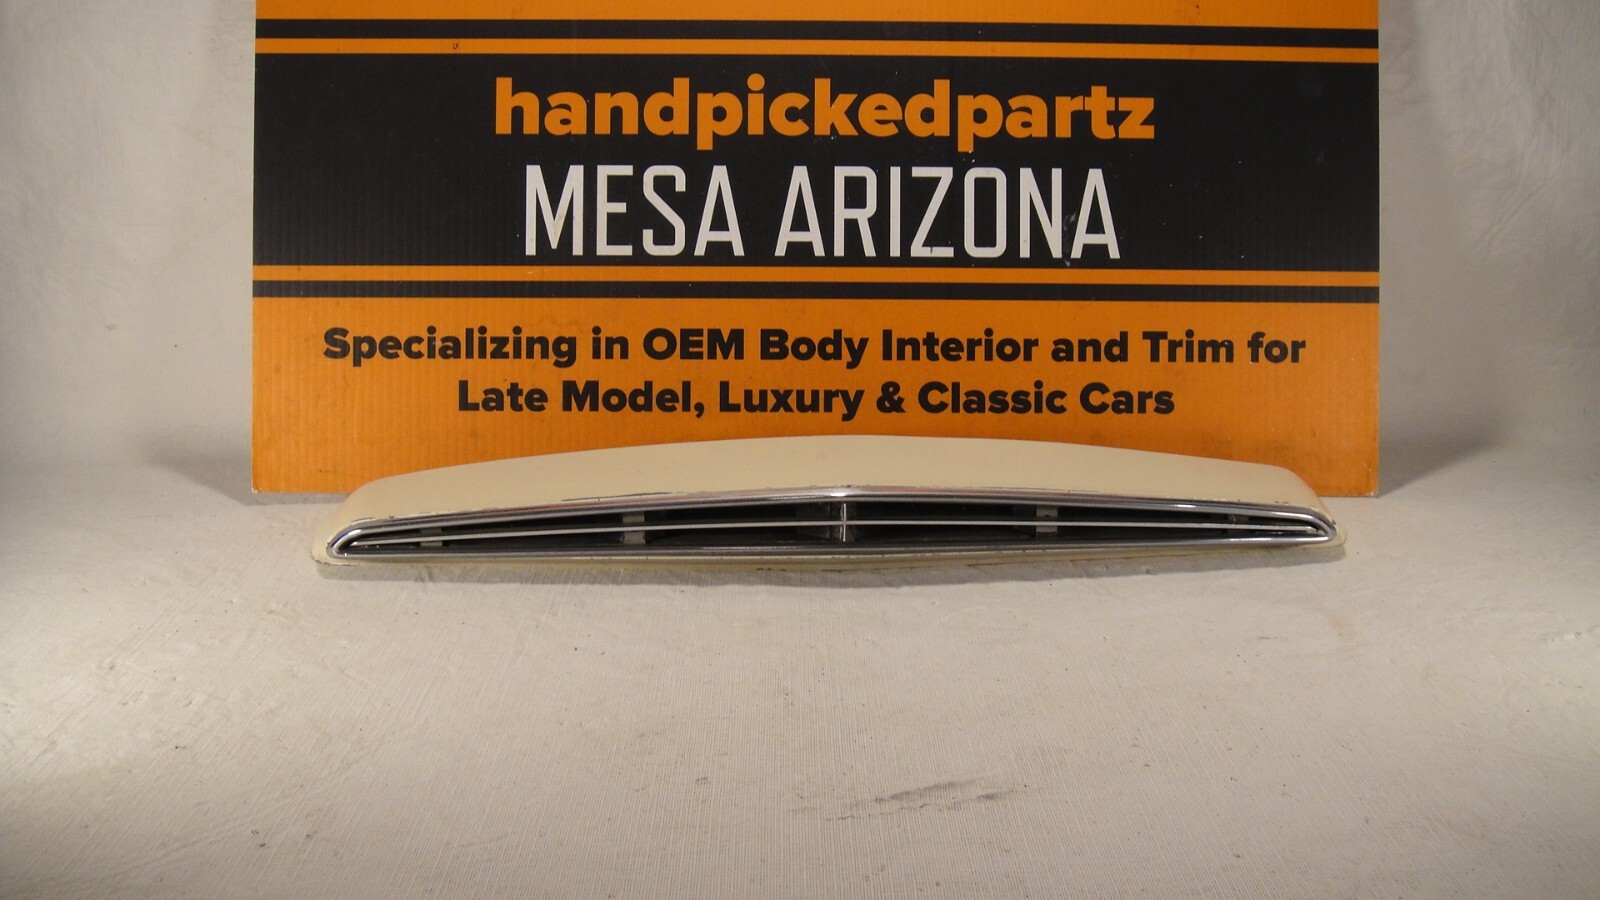 handpickedpartz
MESA ARIZONA
Specializing in OEM Body Interior and Trim for
Late Model, Luxury & Classic Cars